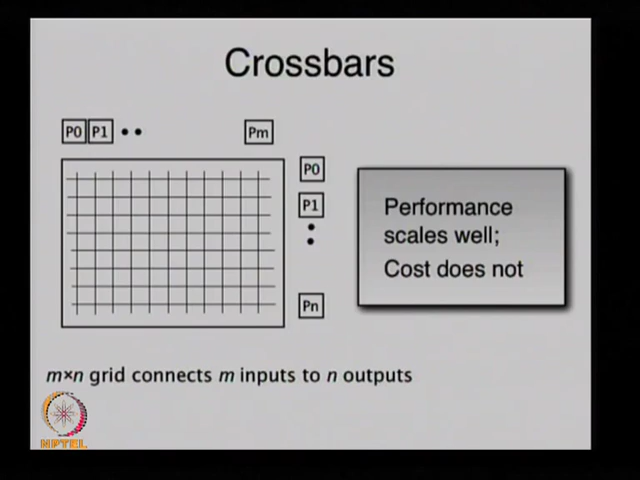 Crossbars
P0 P1 •• Pm
P0
P1
Pn
Performance
scales well;
Cost does not
m×n grid connects m inputs to n outputs
NPTEL